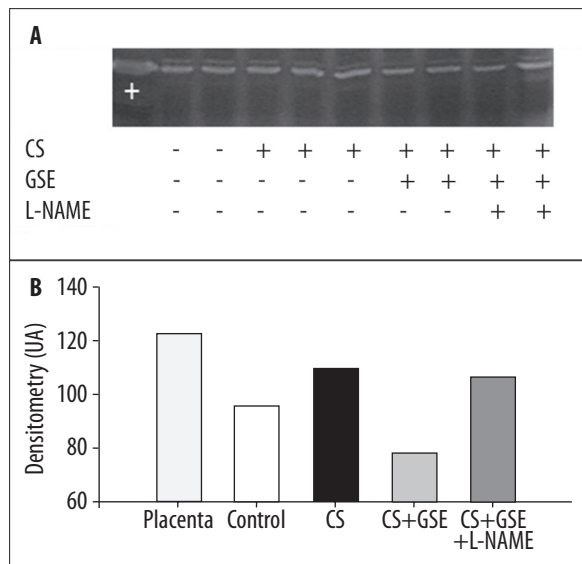 A
+
CS - - + + + + + + +
GSE - - - - - + + + +
L-NAME - - - - - - - + +
B
Densitometry (UA)
140
120
100
80
60
Placenta Control CS CS+GSE CS+GSE
+L-NAME